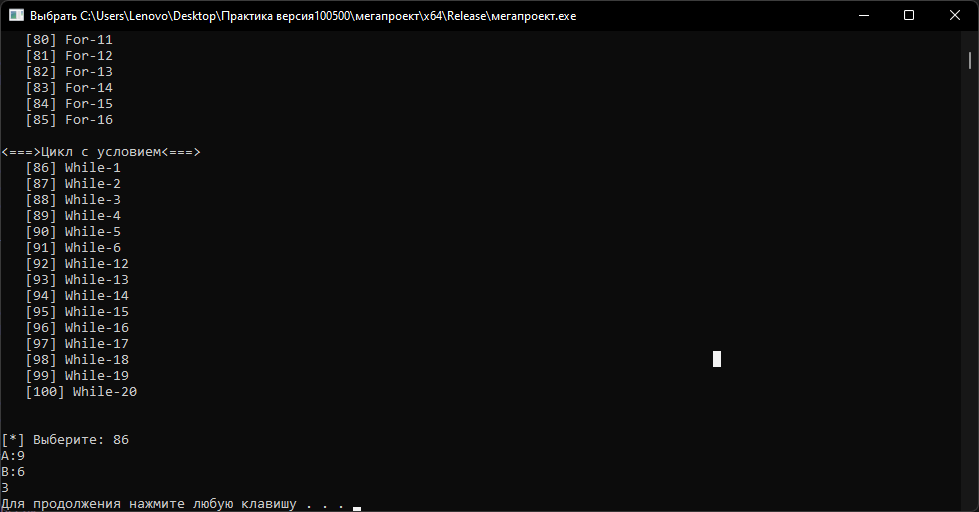 Выбрать C:\Users\Lenovo\Desktop\Практика версия100500\мегапроект\x64\Release\мегапроект.exe
[80] For-11
[81] For-12
[82] For-13
[83] For-14
[84] For-15
[85] For-16
<===>Цикл с условием<===>
[86] While-1
[87] While-2
[88] While-3
[89] While-4
[90] While-5
[91] While-6
[92] While-12
[93] While-13
[94] While-14
[95] While-15
[96] While-16
[97] While-17
[98] While-18
[99] While-19
[100] While-20
[*] Выберите: 86
A:9
B:6
3
Для продолжения нажмите любую клавишу . . .